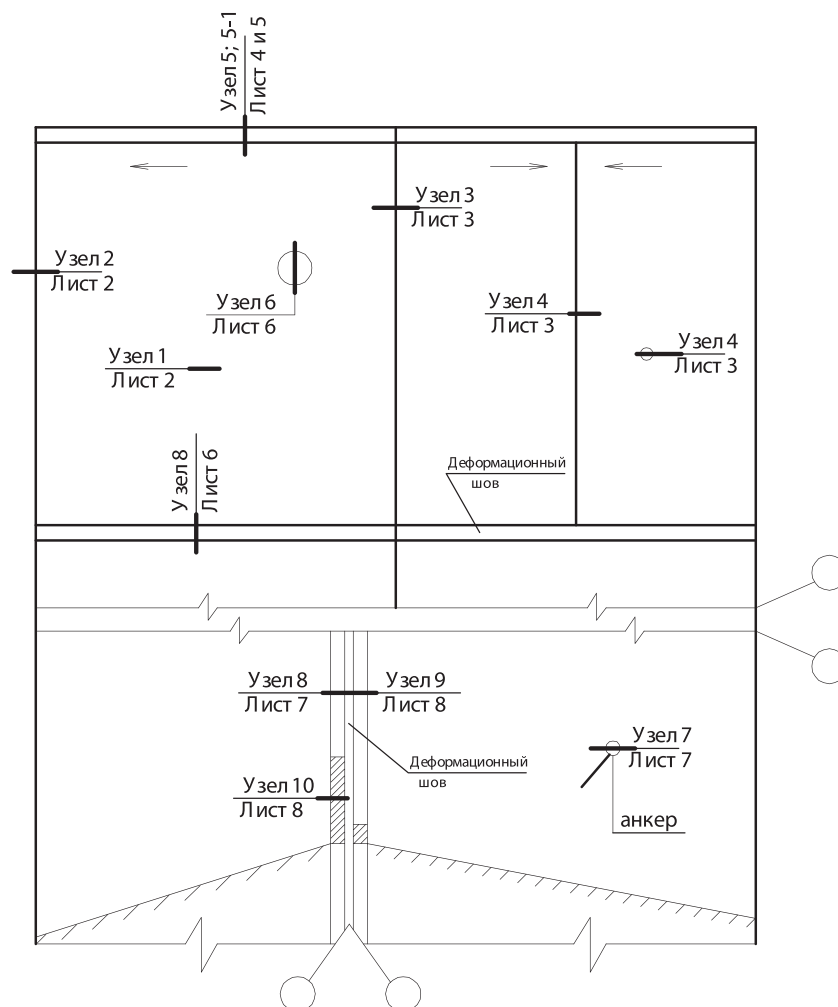 Узел 5; 5-1
Лист 4 и 5
Узел 3
Лист 3
Узел 2
Лист 2
Узел 6
Лист 6
Узел 4
Лист 3
Узел 4
Лист 3
Узел 1
Лист 2
Узел 8
Лист 6
Деформационный
шов
Узел 8
Лист 7
Узел 9
Лист 8
Узел 7
Лист 7
Деформационный
шов
Узел 10
Лист 8
анкер